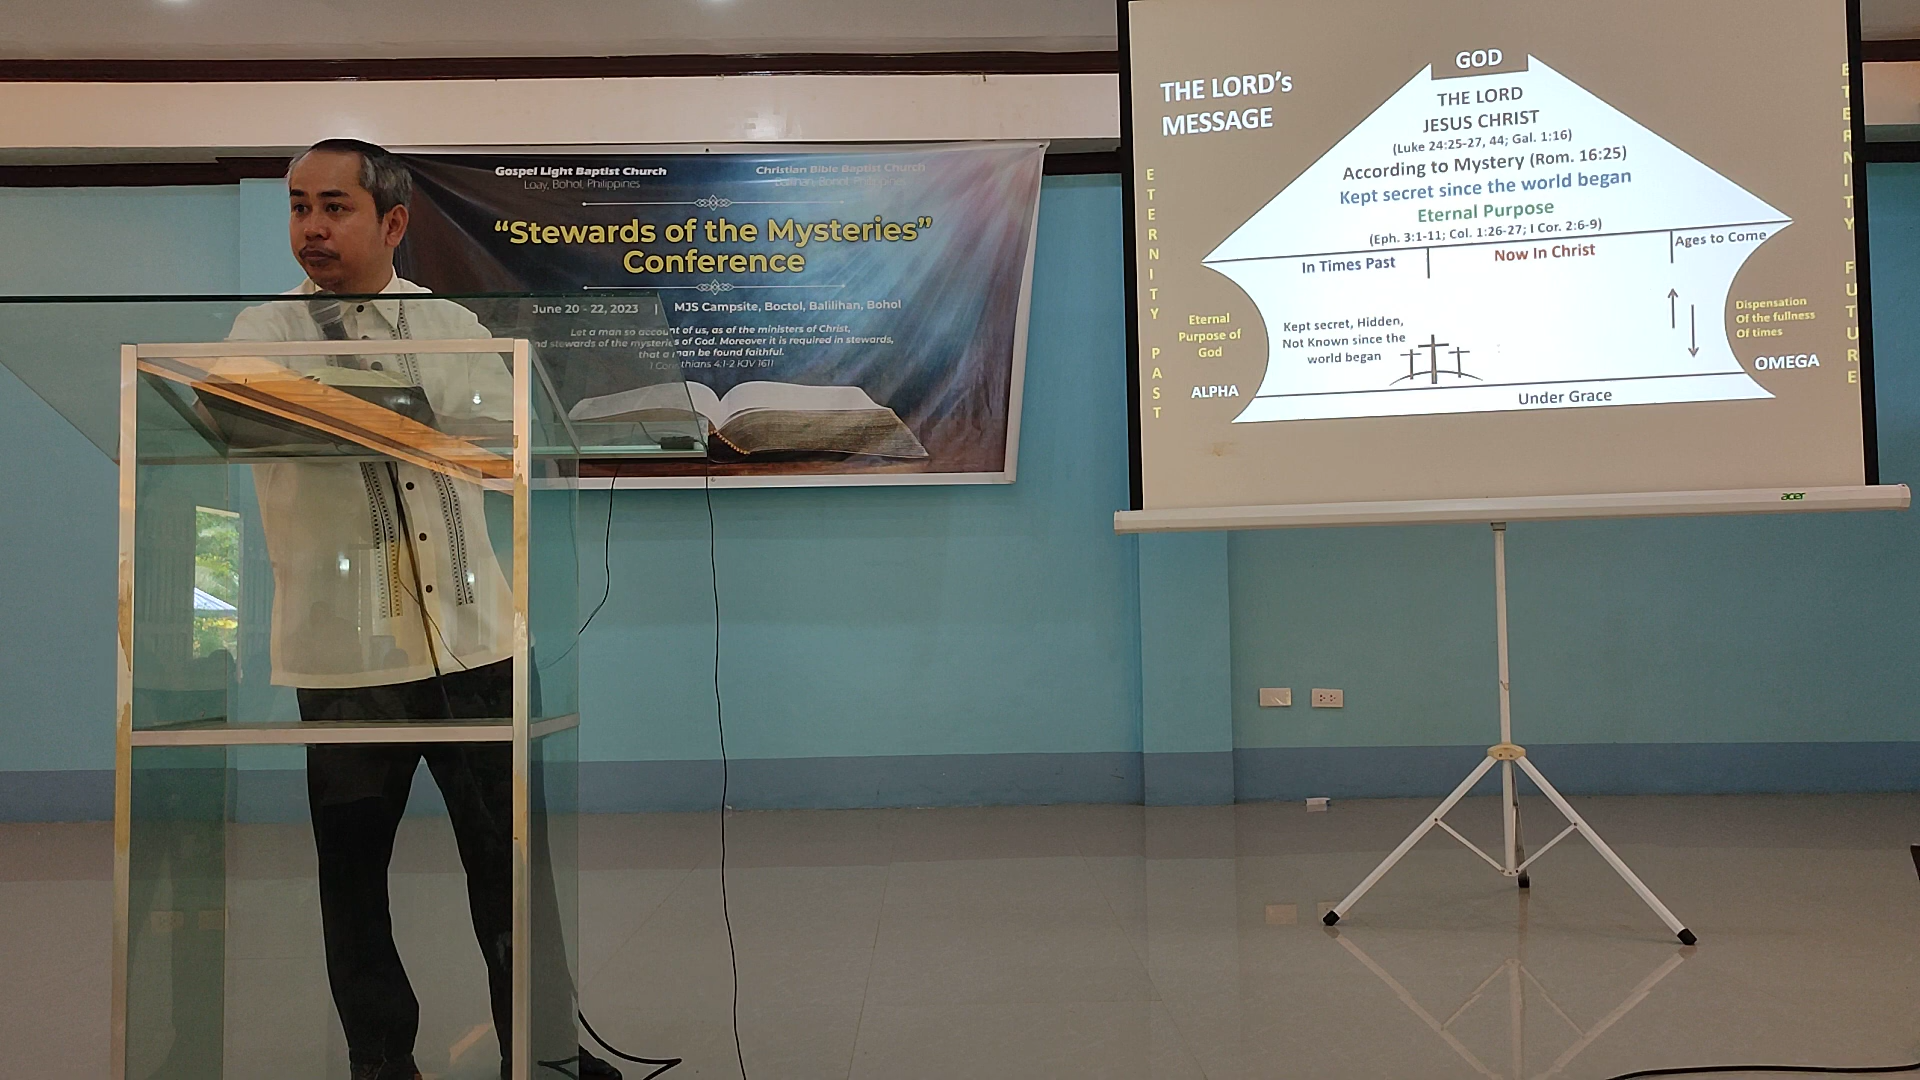 Gospel Light Baptist Church
Loay, Bohol, Philippines
Christian Bible Baptist Church
Balilihan, Bohol, Philippines
“Stewards of the Mysteries”
Conference
June 20 - 22, 2023 | MJS Campsite, Boctol, Balilihan, Bohol
Let a man so account of us, as of the ministers of Christ,
and stewards of the mysteries of God. Moreover it is required in stewards,
that a man be found faithful.
I Corinthians 4:1-2 KJV 1611
THE LORD's
MESSAGE
GOD
THE LORD
JESUS CHRIST
(Luke 24:25-27, 44; Gal. 1:16)
According to Mystery (Rom. 16:25)
Kept secret since the world began
Eternal Purpose
(Eph. 3:1-11; Col. 1:26-27; I Cor. 2:6-9)
In Times Past
Now In Christ
Ages to Come
ETERNITY PAST
Eternal
Purpose of
God
ALPHA
Kept secret, Hidden,
Not Known since the
world began
Under Grace
Dispensation
Of the fullness
Of times
OMEGA
ETERNITY FUTURE
acer